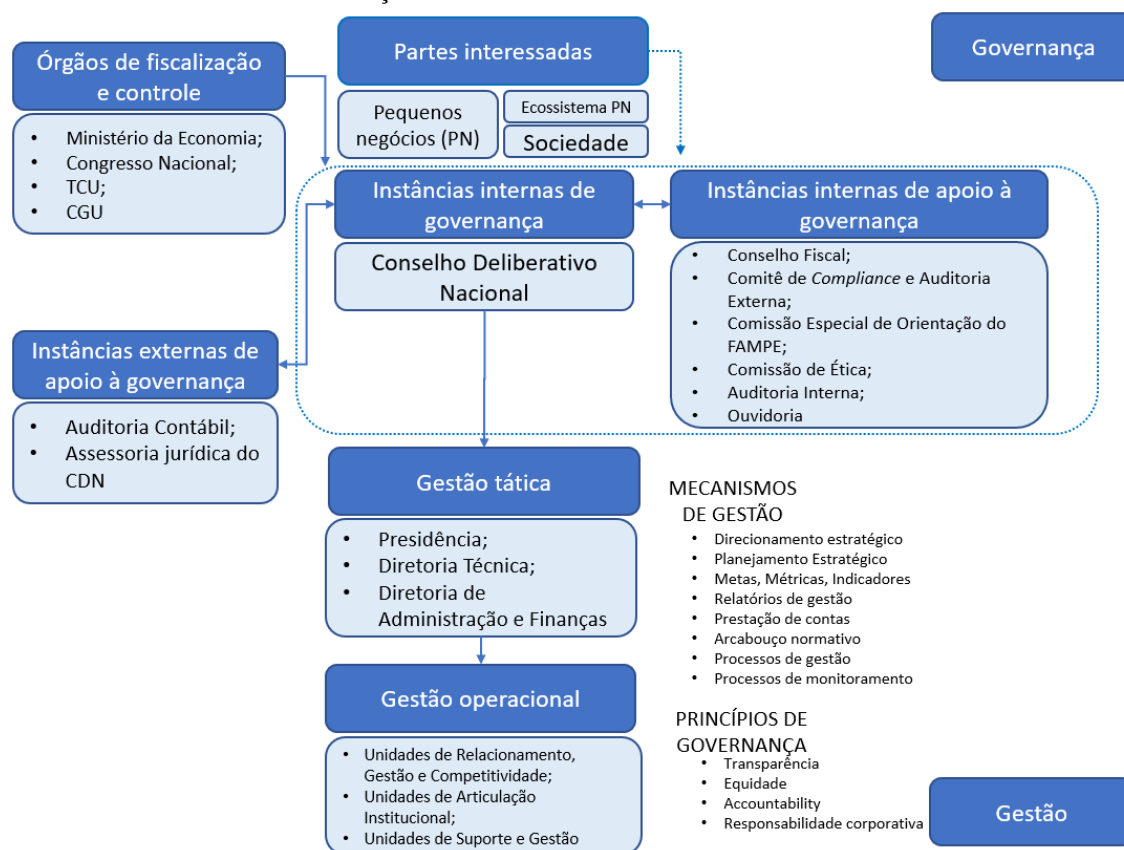 Partes interessadas
Governança
Órgãos de fiscalização
e controle
Pequenos
negócios (PN)
Ecossistema PN
Sociedade
• Ministério da Economia;
• Congresso Nacional;
• TCU;
• CGU
Instâncias internas de
governança
Instâncias internas de apoio à
governança
Conselho Deliberativo
Nacional
• Conselho Fiscal;
• Comitê de Compliance e Auditoria
Externa;
• Comissão Especial de Orientação do
FAMPE;
• Comissão de Ética;
• Auditoria Interna;
• Ouvidoria
Instâncias externas de
apoio à governança
• Auditoria Contábil;
• Assessoria jurídica do
CDN
Gestão tática
• Presidência;
• Diretoria Técnica;
• Diretoria de
Administração e Finanças
MECANISMOS
DE GESTÃO
• Direcionamento estratégico
• Planejamento Estratégico
• Metas, Métricas, Indicadores
• Relatórios de gestão
• Prestação de contas
• Arcabouço normativo
• Processos de gestão
• Processos de monitoramento
Gestão operacional
• Unidades de Relacionamento,
Gestão e Competitividade;
• Unidades de Articulação
Institucional;
• Unidades de Suporte e Gestão
PRINCÍPIOS DE
GOVERNANÇA
• Transparência
• Equidade
• Accountability
• Responsabilidade corporativa
Gestão